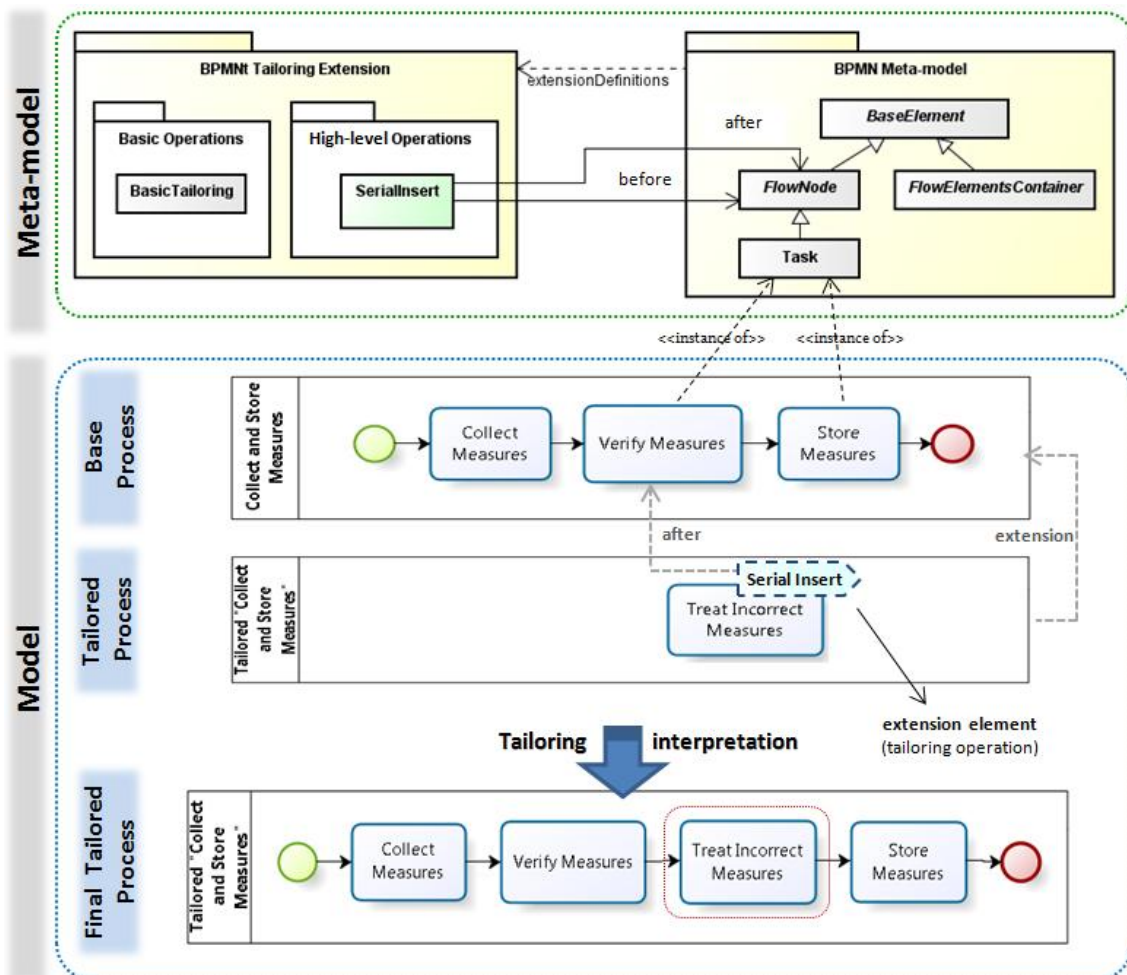 Meta-model
BPMNt Tailoring Extension
extensionDefinitions
BPMN Meta-model
Basic Operations
BasicTailoring
High-level Operations
SerialInsert
after
before
BaseElement
FlowNode
FlowElementsContainer
Task
<<instance of>>
<<instance of>>
Model
Base
Process
Collect and Store
Measures
Collect
Measures
Verify Measures
Store
Measures
after
extension
Tailored
Process
Tailored "Collect
and Store
Measures"
Serial Insert
Treat Incorrect
Measures
extension element
(tailoring operation)
Tailoring interpretation
Final Tailored
Process
Tailored "Collect
and Store
Measures"
Collect
Measures
Verify Measures
Treat Incorrect
Measures
Store
Measures